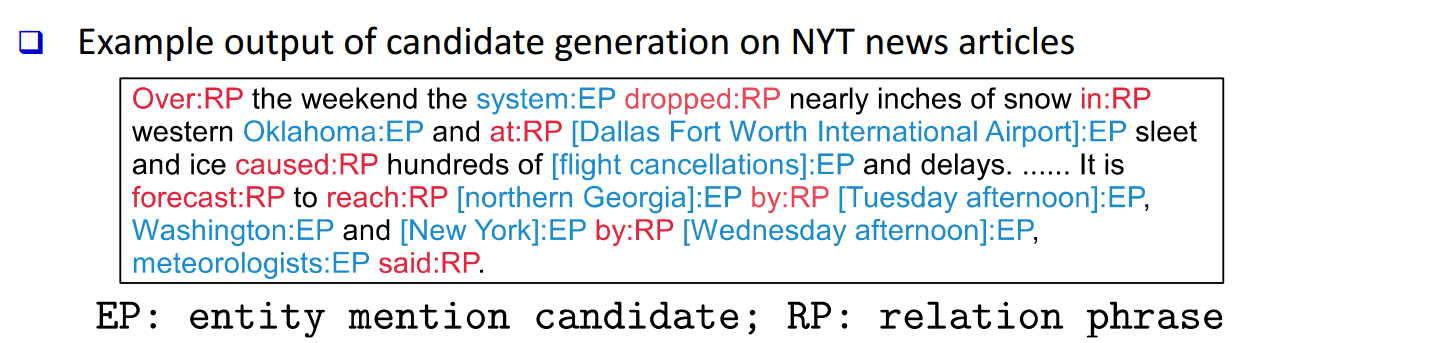 Example output of candidate generation on NYT news articles
Over:RP the weekend the system:EP dropped:RP nearly inches of snow in:RP
western Oklahoma:EP and at:RP [Dallas Fort Worth International Airport]:EP sleet
and ice caused:RP hundreds of [flight cancellations]:EP and delays. ...... It is
forecast:RP to reach:RP [northern Georgia]:EP by:RP [Tuesday afternoon]:EP,
Washington:EP and [New York]:EP by:RP [Wednesday afternoon]:EP,
meteorologists:EP said:RP.
EP: entity mention candidate; RP: relation phrase